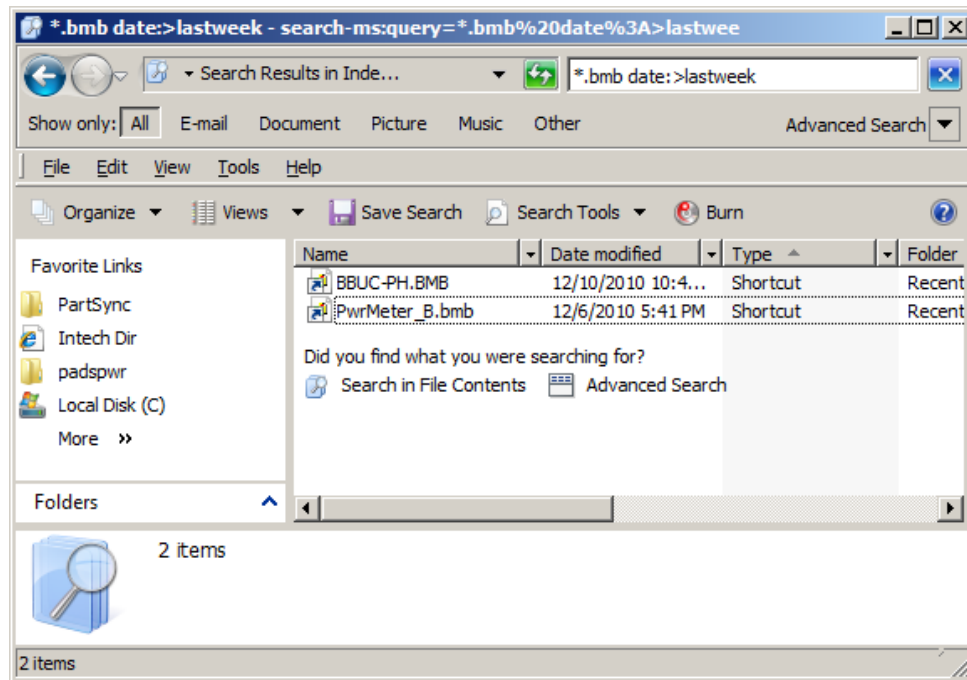 *.bmb date:>lastweek - search-ms:query=*.bmb%20date%3A>lastwee
Search Results in Inde... *.bmb date:>lastweek
Show only: All E-mail Document Picture Music Other Advanced Search
File Edit View Tools Help
Organize Views Save Search Search Tools Burn
Favorite Links
PartSync
Intech Dir
padspwr
Local Disk (C)
More »
Folders
Name Date modified Type Folder
BBUC-PH.BMB 12/10/2010 10:4... Shortcut Recent
PwrMeter_B.bmb 12/6/2010 5:41 PM Shortcut Recent
Did you find what you were searching for?
Search in File Contents Advanced Search
2 items
2 items